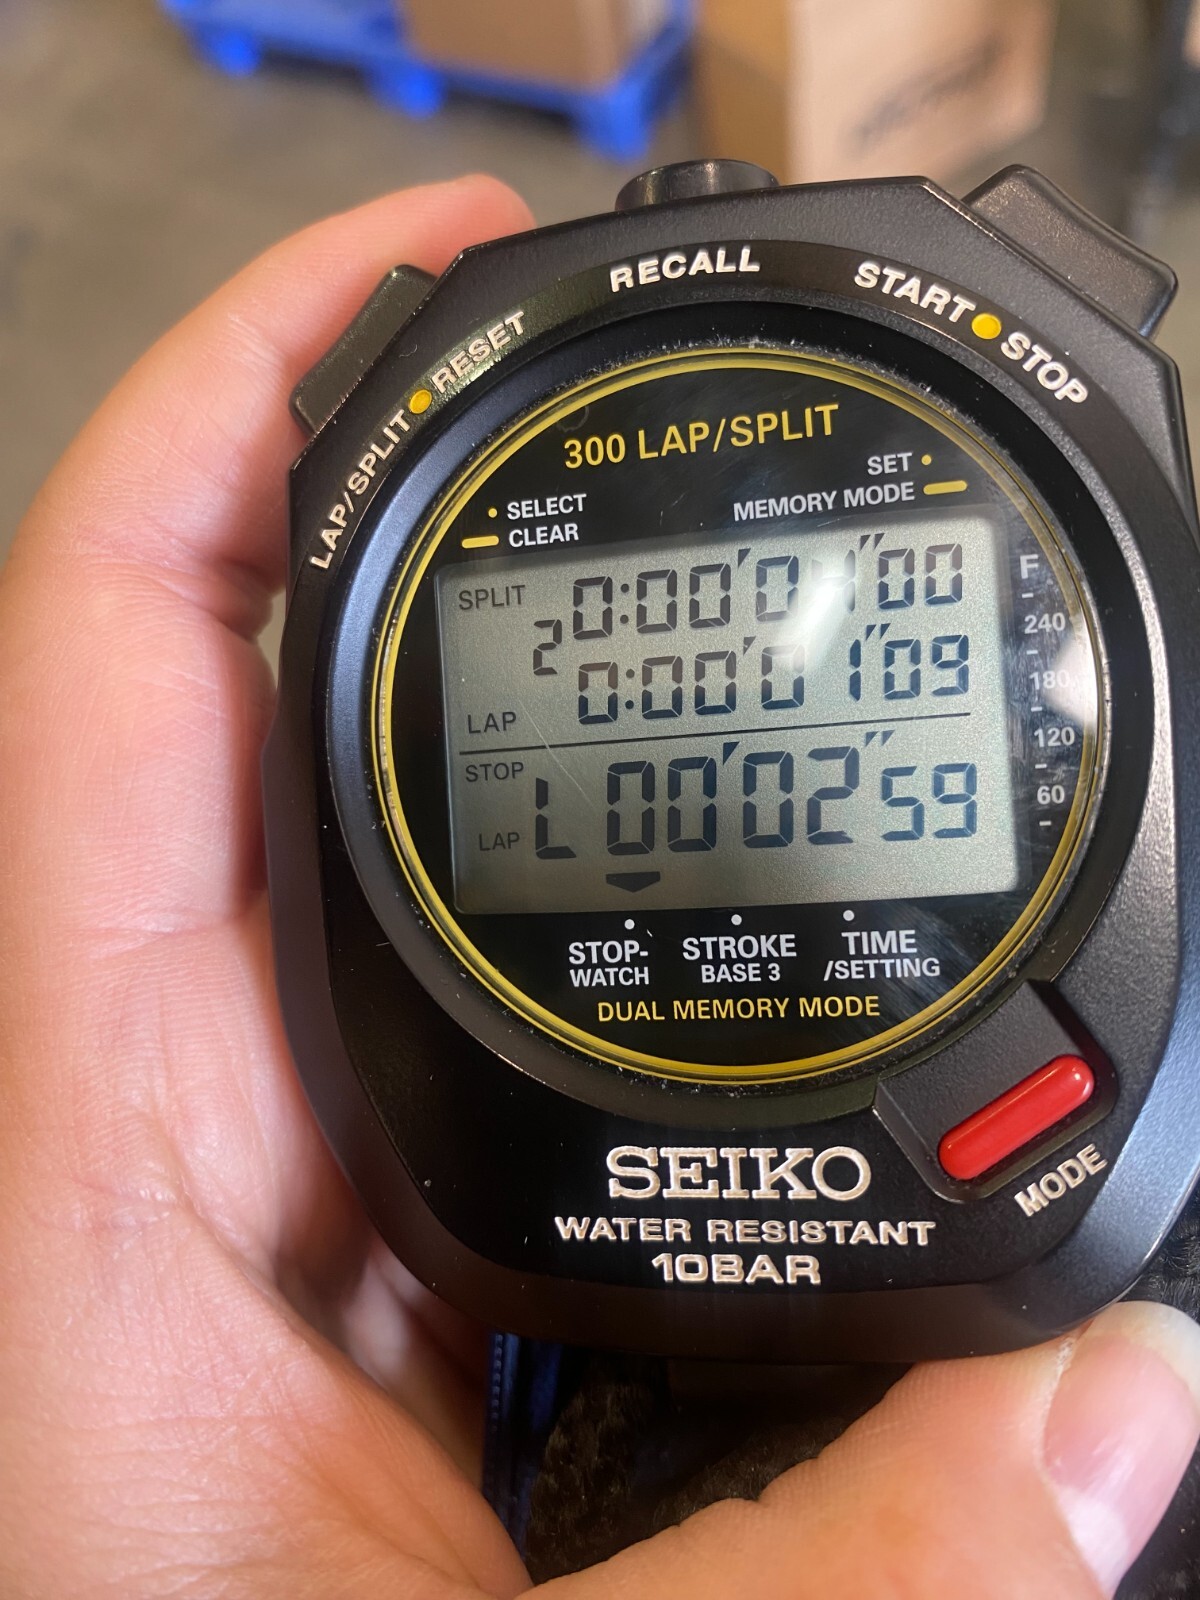 RECALL
START STOP
LAP/SPLIT RESET
300 LAP/SPLIT
SET
MEMORY MODE
SELECT
CLEAR
SPLIT 0:00'04"00
2
LAP 0:00'01"09
STOP
LAP L 00'02"59
F
240
180
120
60
STOP-
WATCH
STROKE
BASE 3
TIME
/SETTING
DUAL MEMORY MODE
SEIKO
WATER RESISTANT
10BAR
MODE